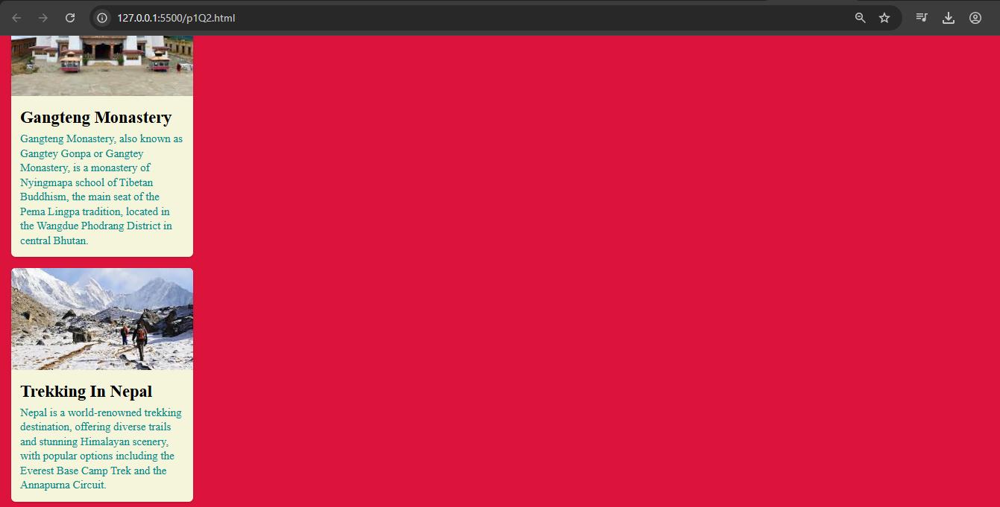 127.0.0.1:5500/p1Q2.html
Gangteng Monastery
Gangteng Monastery, also known as
Gangtey Gonpa or Gangtey
Monastery, is a monastery of
Nyingmapa school of Tibetan
Buddhism, the main seat of the
Pema Lingpa tradition, located in
the Wangdue Phodrang District in
central Bhutan.
Trekking In Nepal
Nepal is a world-renowned trekking
destination, offering diverse trails
and stunning Himalayan scenery,
with popular options including the
Everest Base Camp Trek and the
Annapurna Circuit.